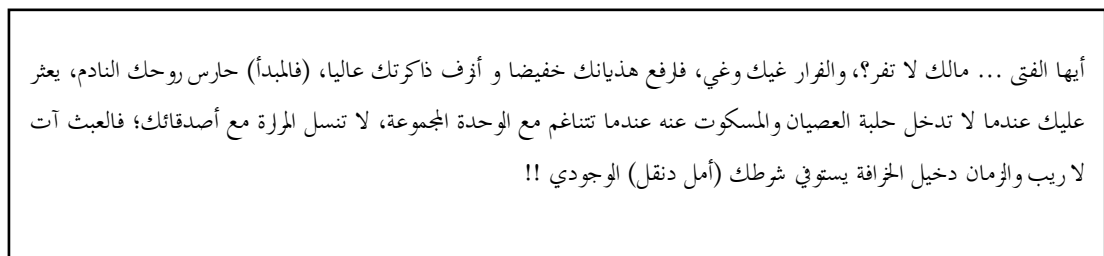 أيها الفتى ... مالك لا تفر؟، والفرار غيك وغي، فلرفع هذيانك خفيضا و أنزف ذاكرتك عاليا، (فالمبدأ) حارس روحك النادم، يعثر
عليك عندما لا تدخل حلبة العصيان والمسكوت عنه عندما تتناغم مع الوحدة المجموعة، لا تنسل المرارة مع أصدقائك؛ فالعبث آت
لا ريب والزمان دخيل الخرافة يستوفي شرطك (أمل دنقل) الوجودي !!